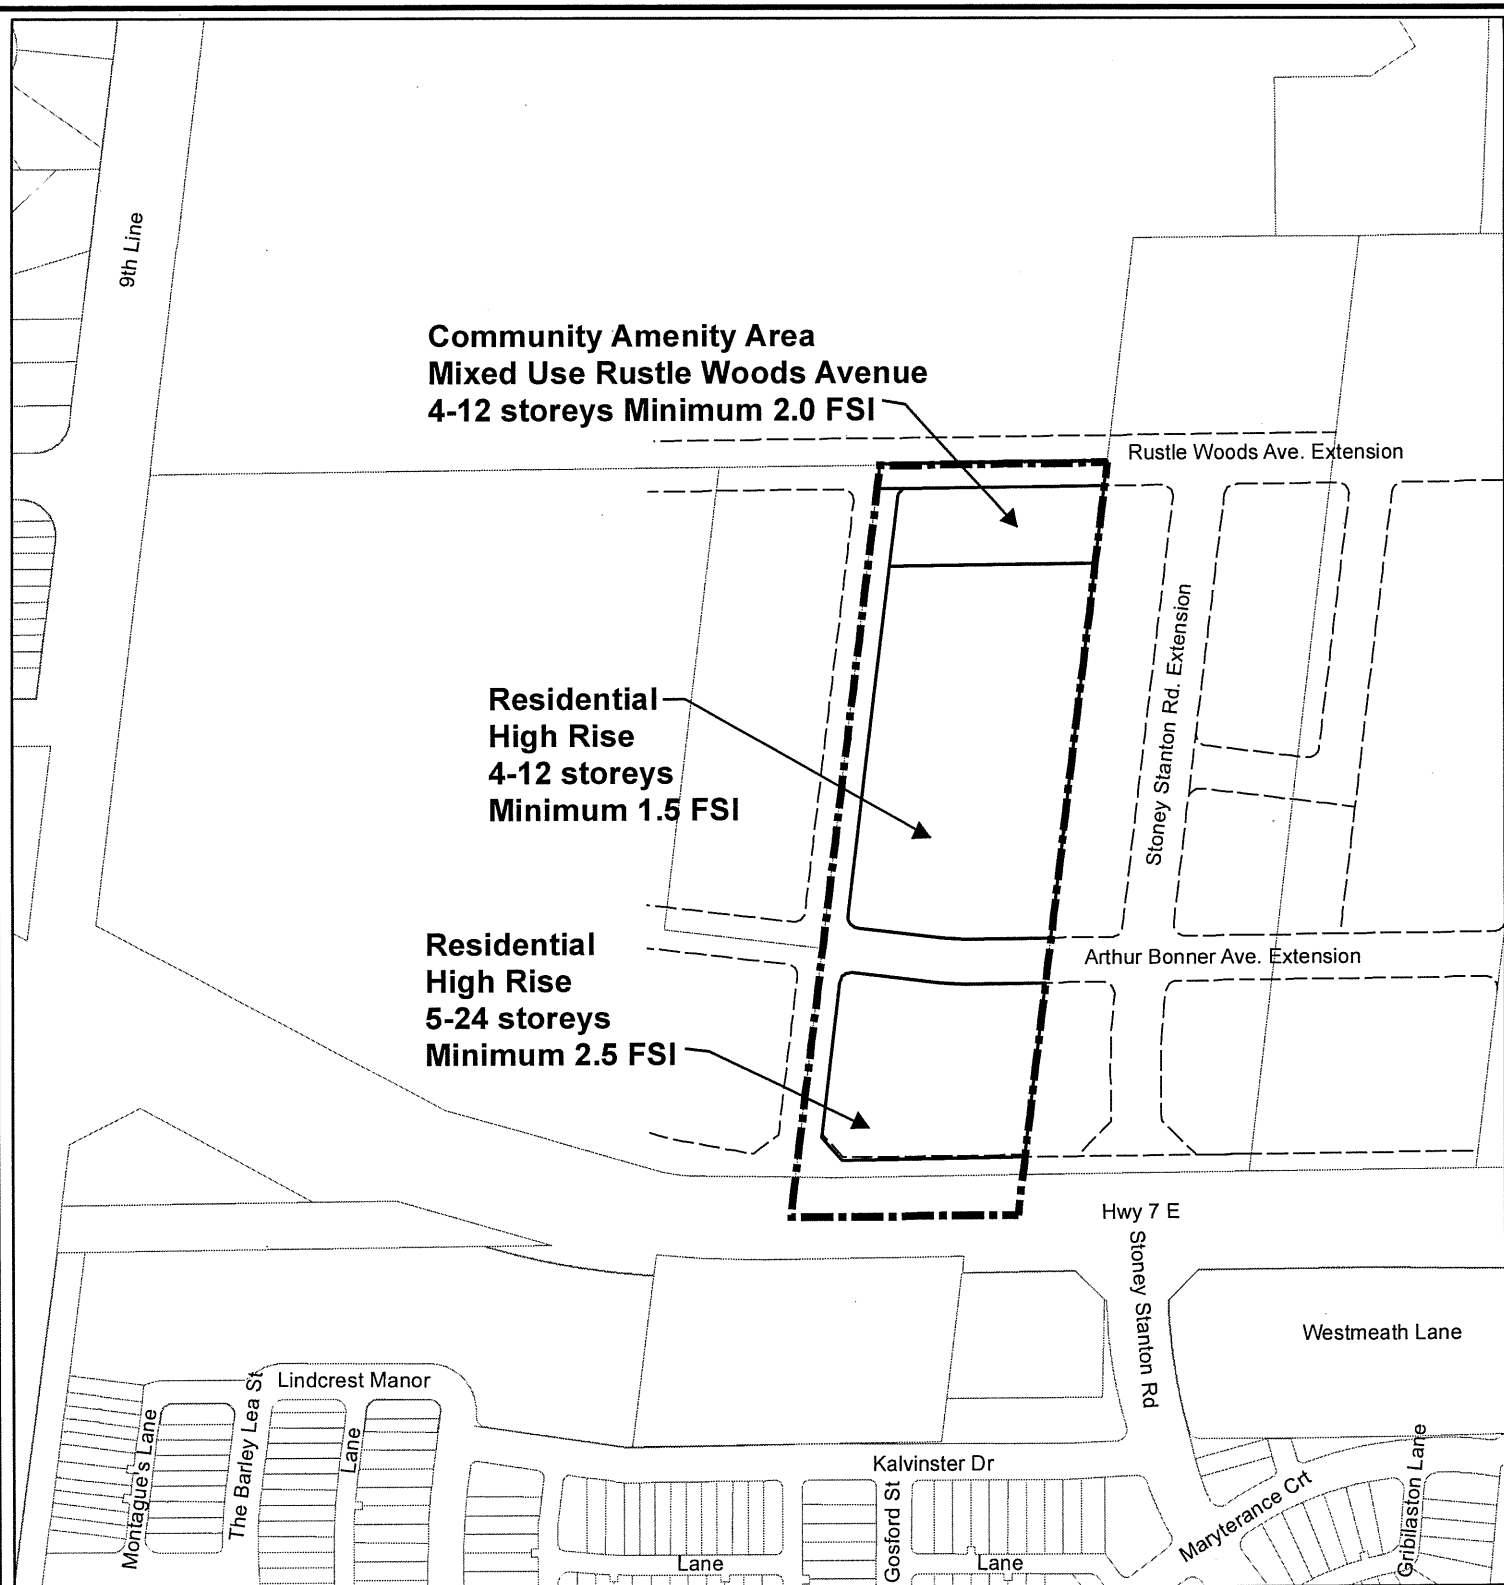 9th Line
Community Amenity Area
Mixed Use Rustle Woods Avenue
4-12 storeys Minimum 2.0 FSI
Rustle Woods Ave. Extension
Stoney Stanton Rd. Extension
Residential
High Rise
4-12 storeys
Minimum 1.5 FSI
Residential
High Rise
5-24 storeys
Minimum 2.5 FSI
Arthur Bonner Ave. Extension
Hwy 7 E
Stoney Stanton Rd
Westmeath Lane
Lindcrest Manor
Montague's Lane
The Barley Lea St
Lane
Kalvinster Dr
Gosford St
Maryterance Crt
Gribilaston Lane
Lane
Lane